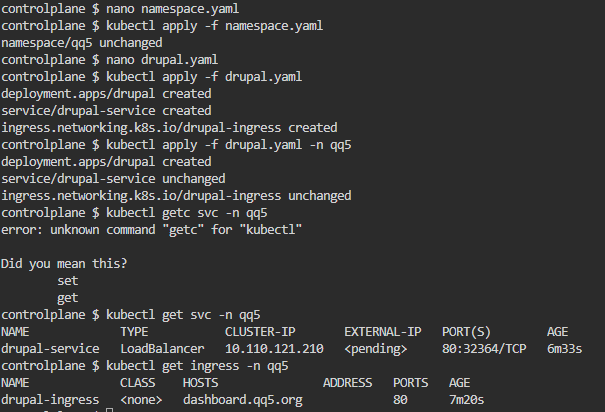 controlplane $ nano namespace.yaml
controlplane $ kubectl apply -f namespace.yaml
namespace/qq5 unchanged
controlplane $ nano drupal.yaml
controlplane $ kubectl apply -f drupal.yaml
deployment.apps/drupal created
service/drupal-service created
ingress.networking.k8s.io/drupal-ingress created
controlplane $ kubectl apply -f drupal.yaml -n qq5
deployment.apps/drupal created
service/drupal-service unchanged
ingress.networking.k8s.io/drupal-ingress unchanged
controlplane $ kubectl getc svc -n qq5
error: unknown command "getc" for "kubectl"

Did you mean this?
        set
        get
controlplane $ kubectl get svc -n qq5
NAME             TYPE           CLUSTER-IP       EXTERNAL-IP   PORT(S)        AGE
drupal-service   LoadBalancer   10.110.121.210   <pending>     80:32364/TCP   6m33s
controlplane $ kubectl get ingress -n qq5
NAME             CLASS    HOSTS               ADDRESS   PORTS   AGE
drupal-ingress   <none>   dashboard.qq5.org             80      7m20s